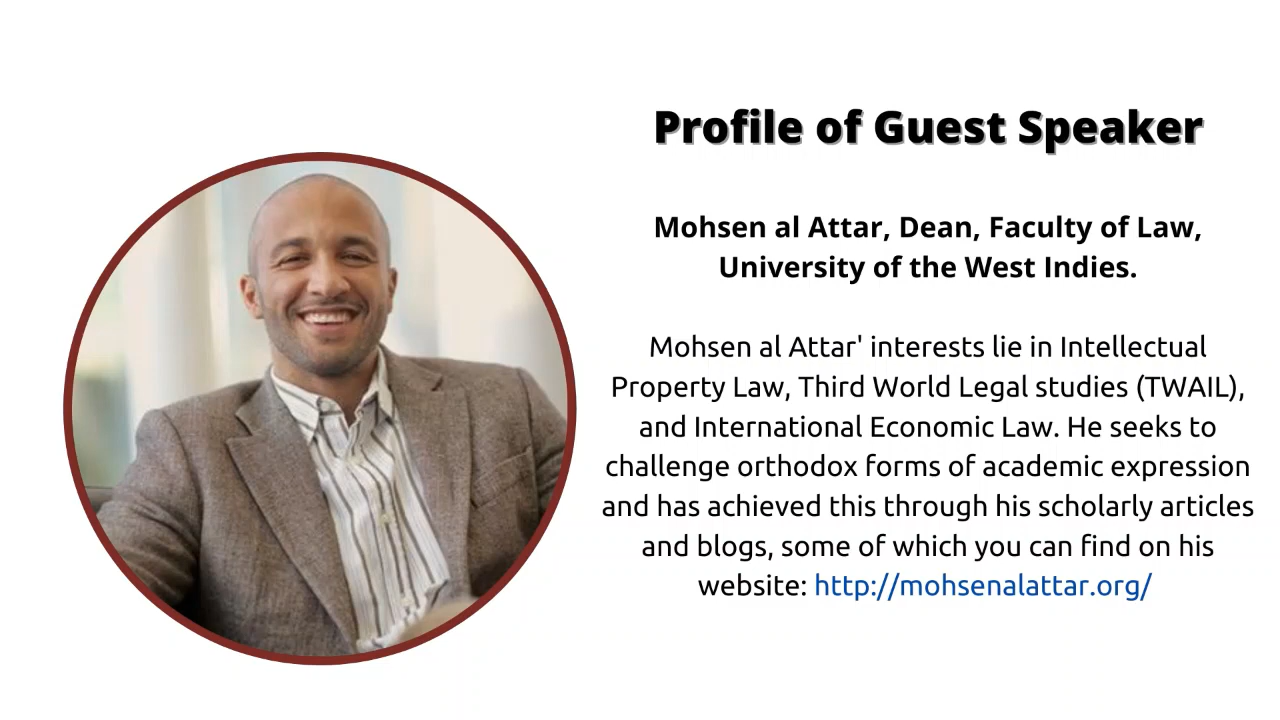 Profile of Guest Speaker
Mohsen al Attar, Dean, Faculty of Law,
University of the West Indies.
Mohsen al Attar' interests lie in Intellectual
Property Law, Third World Legal studies (TWAIL),
and International Economic Law. He seeks to
challenge orthodox forms of academic expression
and has achieved this through his scholarly articles
and blogs, some of which you can find on his
website: http://mohsenalattar.org/